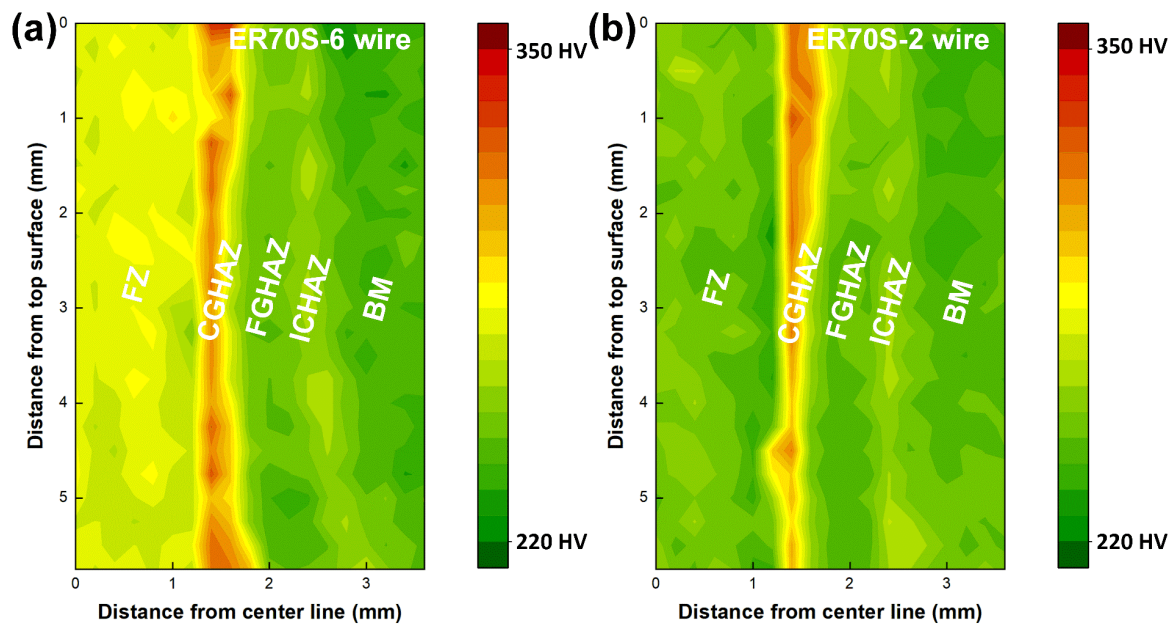 (a)
ER70S-6 wire
350 HV
220 HV
0
1
2
3
4
5
Distance from top surface (mm)
FZ
CGHAZ
FGHAZ
ICHAZ
BM
0
1
2
3
Distance from center line (mm)
(b)
ER70S-2 wire
350 HV
220 HV
0
1
2
3
4
5
Distance from top surface (mm)
FZ
CGHAZ
FGHAZ
ICHAZ
BM
0
1
2
3
Distance from center line (mm)